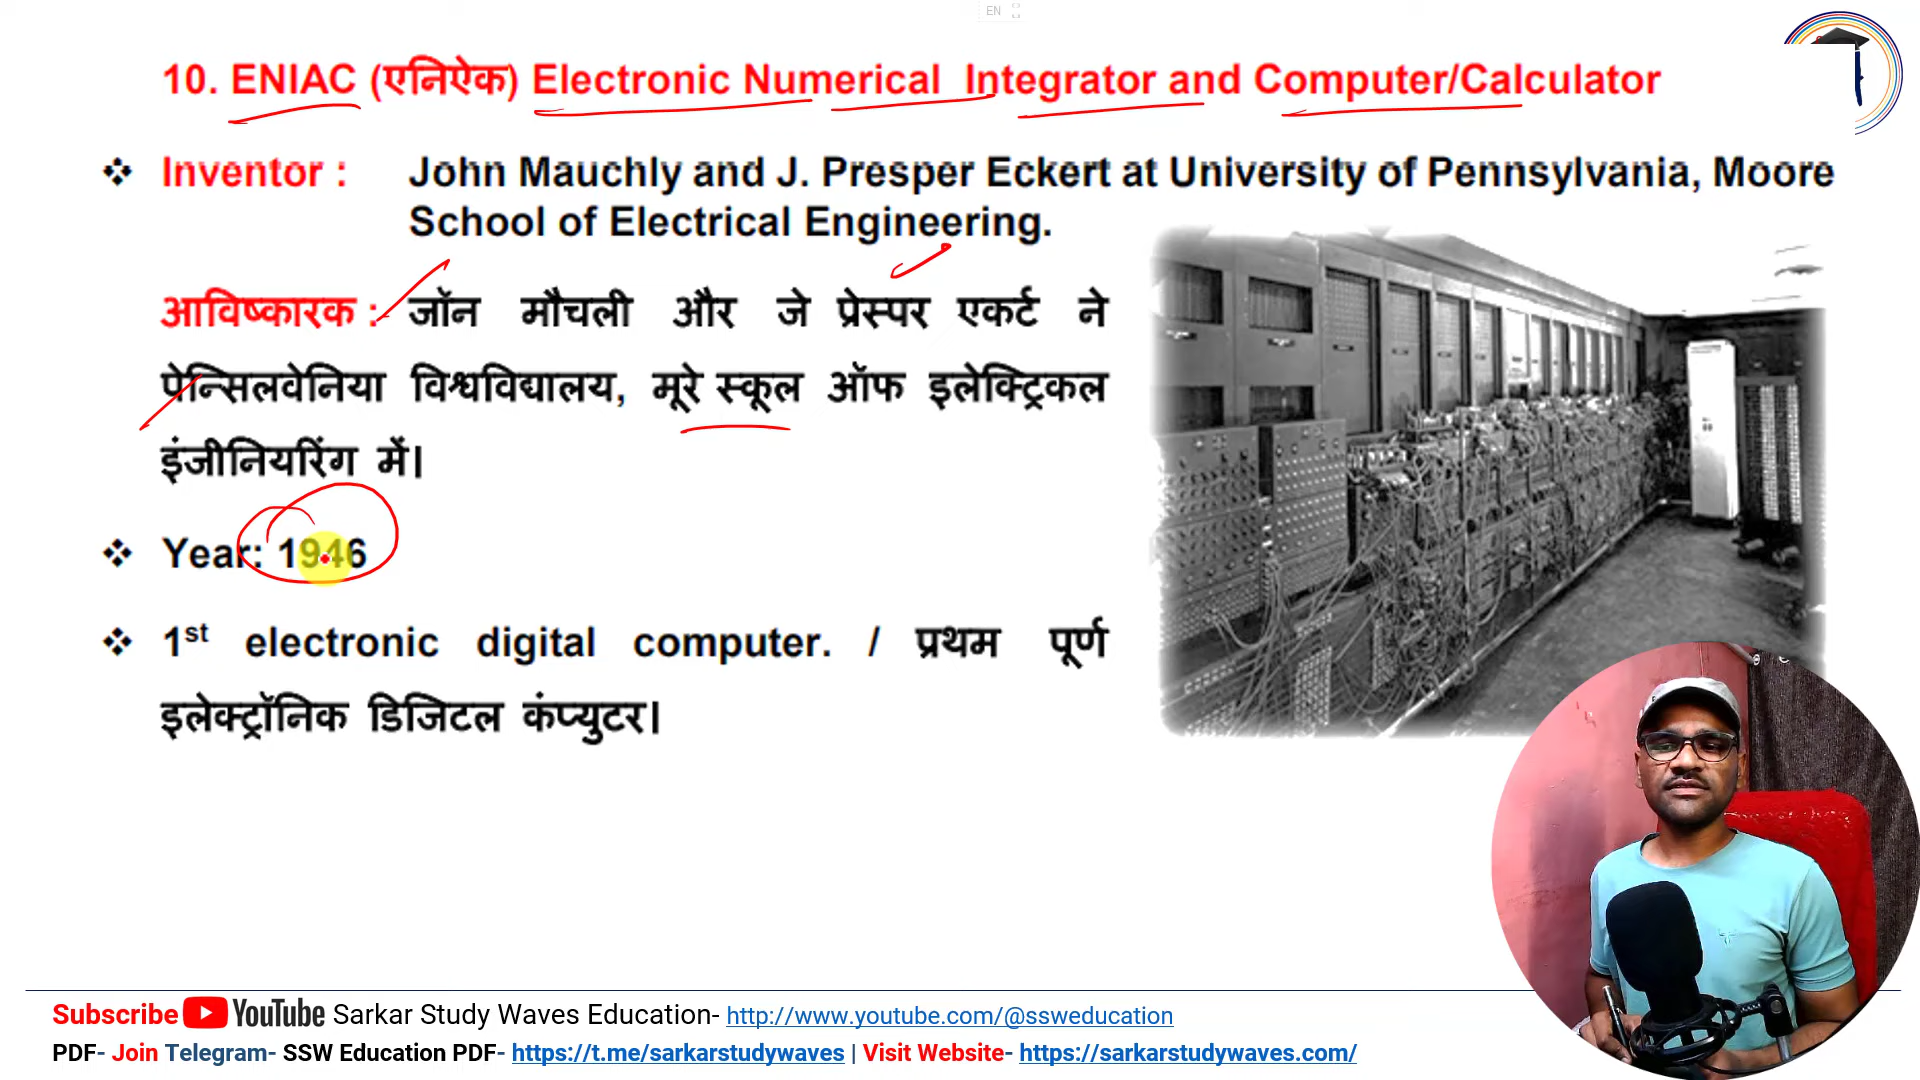 EN
10. ENIAC (एनिऐक) Electronic Numerical Integrator and Computer/Calculator
❖ Inventor : John Mauchly and J. Presper Eckert at University of Pennsylvania, Moore
School of Electrical Engineering.
आविष्कारक : जॉन मौचली और जे प्रेस्पर एकर्ट ने
पेन्सिलवेनिया विश्वविद्यालय, मूरे स्कूल ऑफ इलेक्ट्रिकल
इंजीनियरिंग में।
❖ Year: 1946
❖ 1st electronic digital computer. / प्रथम पूर्ण
इलेक्ट्रॉनिक डिजिटल कंप्युटर।
Subscribe YouTube Sarkar Study Waves Education- http://www.youtube.com/@ssweducation
PDF- Join Telegram- SSW Education PDF- https://t.me/sarkarstudywaves | Visit Website- https://sarkarstudywaves.com/